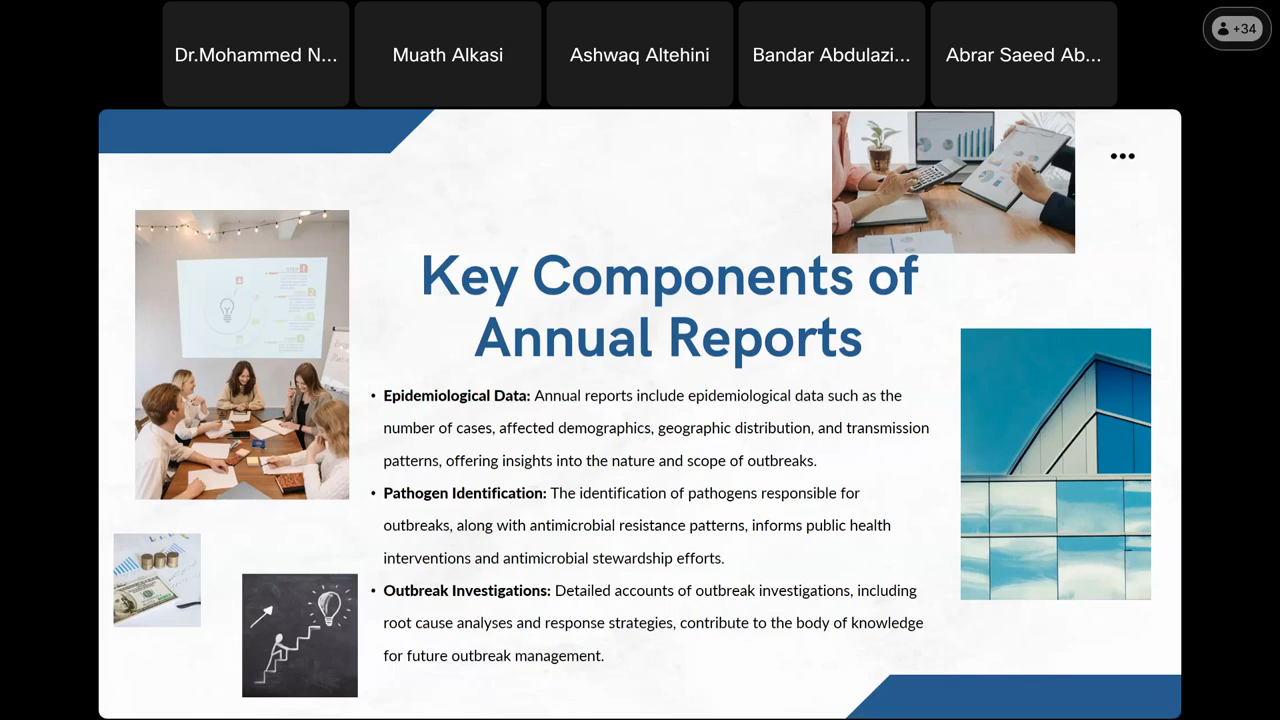 Dr.Mohammed N...
Muath Alkasi
Ashwaq Altehini
Bandar Abdulazi...
Abrar Saeed Ab...
+34
Key Components of
Annual Reports
• Epidemiological Data: Annual reports include epidemiological data such as the
number of cases, affected demographics, geographic distribution, and transmission
patterns, offering insights into the nature and scope of outbreaks.
• Pathogen Identification: The identification of pathogens responsible for
outbreaks, along with antimicrobial resistance patterns, informs public health
interventions and antimicrobial stewardship efforts.
• Outbreak Investigations: Detailed accounts of outbreak investigations, including
root cause analyses and response strategies, contribute to the body of knowledge
for future outbreak management.